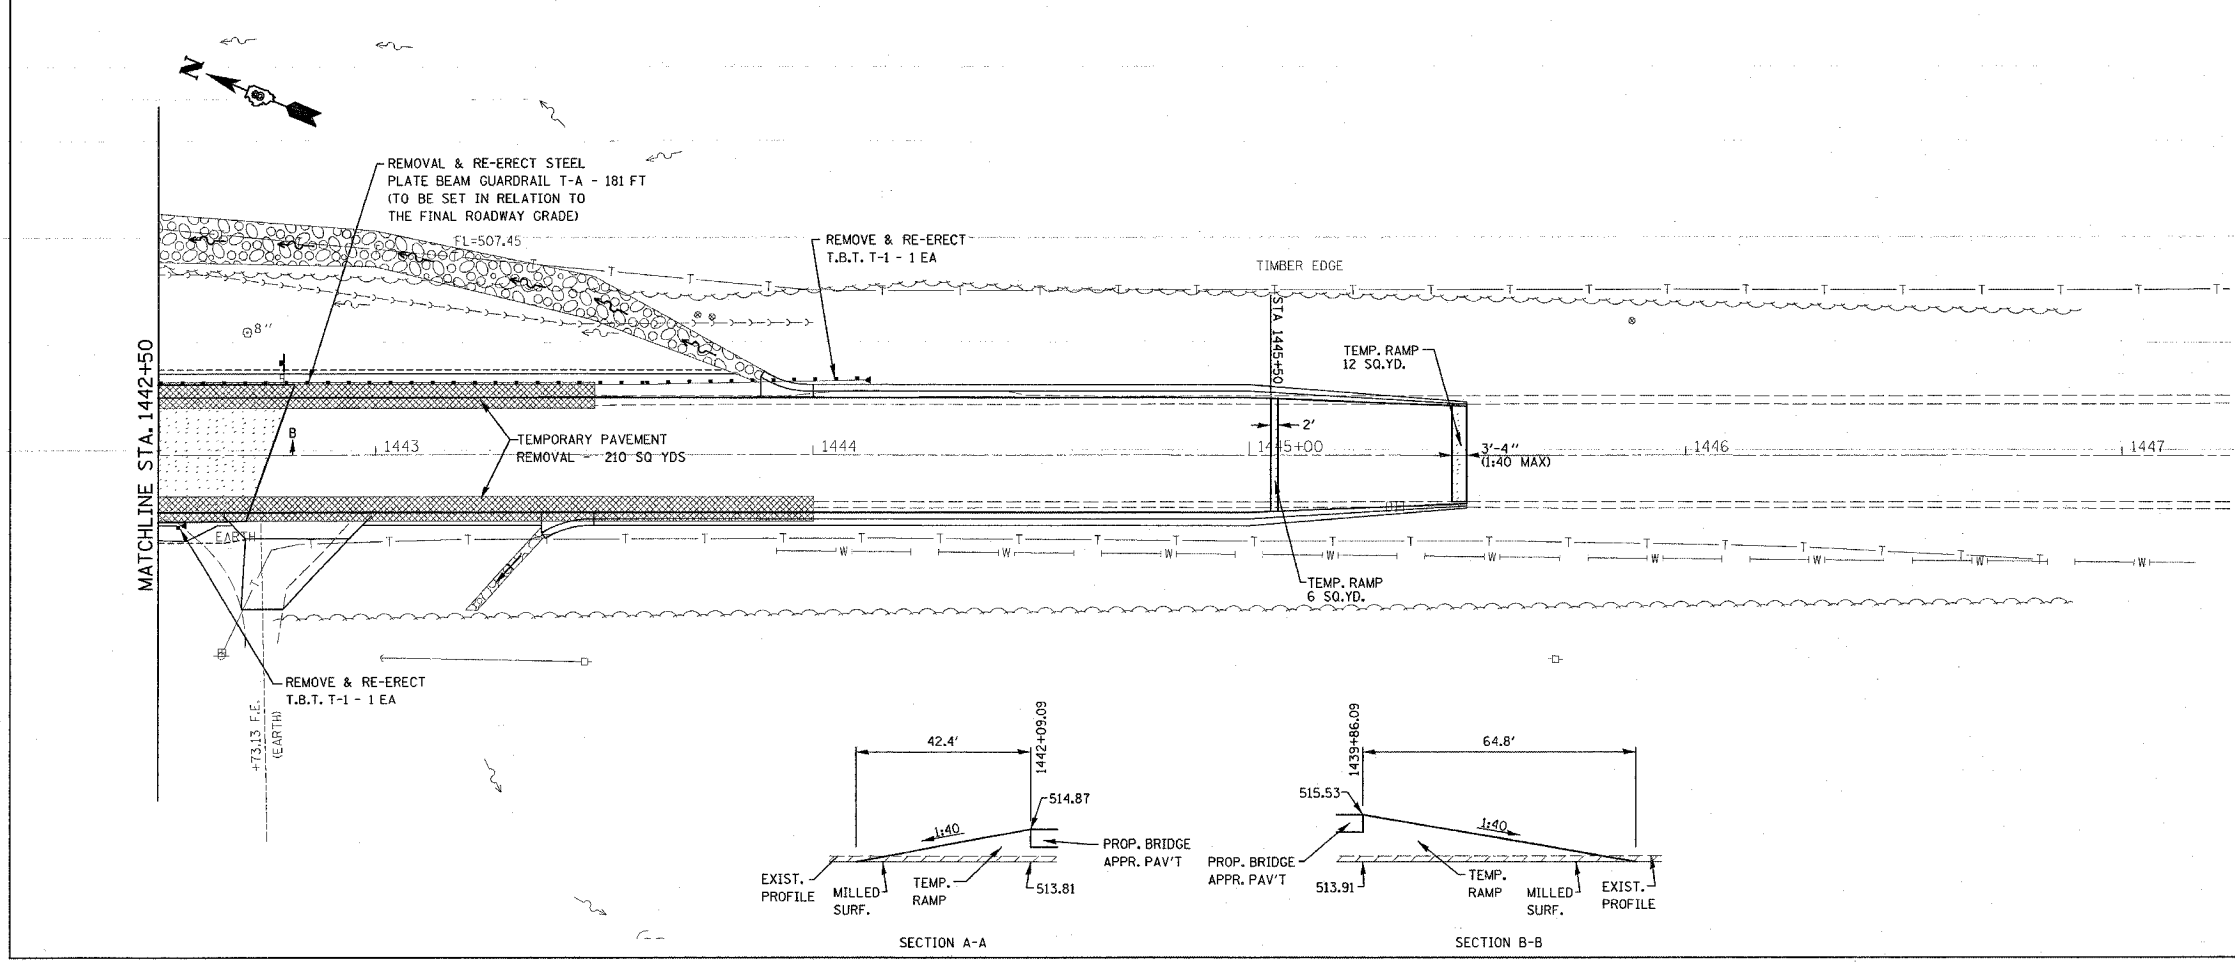 N
8
REMOVAL & RE-ERECT STEEL
PLATE BEAM GUARDRAIL T-A - 181 FT
(TO BE SET IN RELATION TO
THE FINAL ROADWAY GRADE)
FL=507.45
REMOVE & RE-ERECT
T.B.T. T-1 - 1 EA
TIMBER EDGE
T T T T T T T T T T T T T T T T T T T T T T
8"
STA 1445+50
TEMP. RAMP
12 SQ.YD.
MATCHLINE STA. 1442+50
B
2'
TEMPORARY PAVEMENT
REMOVAL - 210 SQ YDS
1443
1444
1445+00
3'-4"
(1:40 MAX)
1446
1447
EARTH
T T T T T T T T T T T T T T T T T T T T T T
W W W W W W W W W
TEMP. RAMP
6 SQ.YD.
REMOVE & RE-ERECT
T.B.T. T-1 - 1 EA
+73.13 F.E.
(EARTH)
42.4'
1442+09.09
514.87
1:40
PROP. BRIDGE
APPR. PAV'T
EXIST.
PROFILE
MILLED
SURF.
TEMP.
RAMP
513.81
SECTION A-A
1439+86.09
64.8'
515.53
1:40
PROP. BRIDGE
APPR. PAV'T
513.91
TEMP.
RAMP
MILLED
SURF.
EXIST.
PROFILE
SECTION B-B